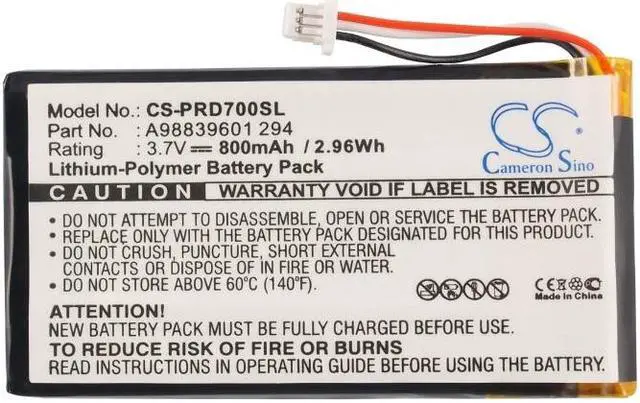 Model No.: CS-PRD700SL
Part No. : A98839601 294
Rating : 3.7V 800mAh / 2.96Wh
Lithium-Polymer Battery Pack
CS
Cameron Sino
CAUTION WARRANTY VOID IF LABEL IS REMOVED
• DO NOT ATTEMPT TO DISASSEMBLE, OPEN OR SERVICE THE BATTERY PACK.
• REPLACE ONLY WITH THE BATTERY PACK DESIGNATED FOR YOUR PRODUCT.
• DO NOT CRUSH, PUNCTURE, SHORT EXTERNAL
CONTACTS OR DISPOSE OF IN FIRE OR WATER.
• DO NOT STORE ABOVE 60°C (140°F).
CE
Made In China
ATTENTION!
NEW BATTERY PACK MUST BE FULLY CHARGED BEFORE USE
TO REDUCE RISK OF FIRE OR BURNS
READ INSTRUCTIONS IN OPERATING GUIDE BEFORE USING BATTERY